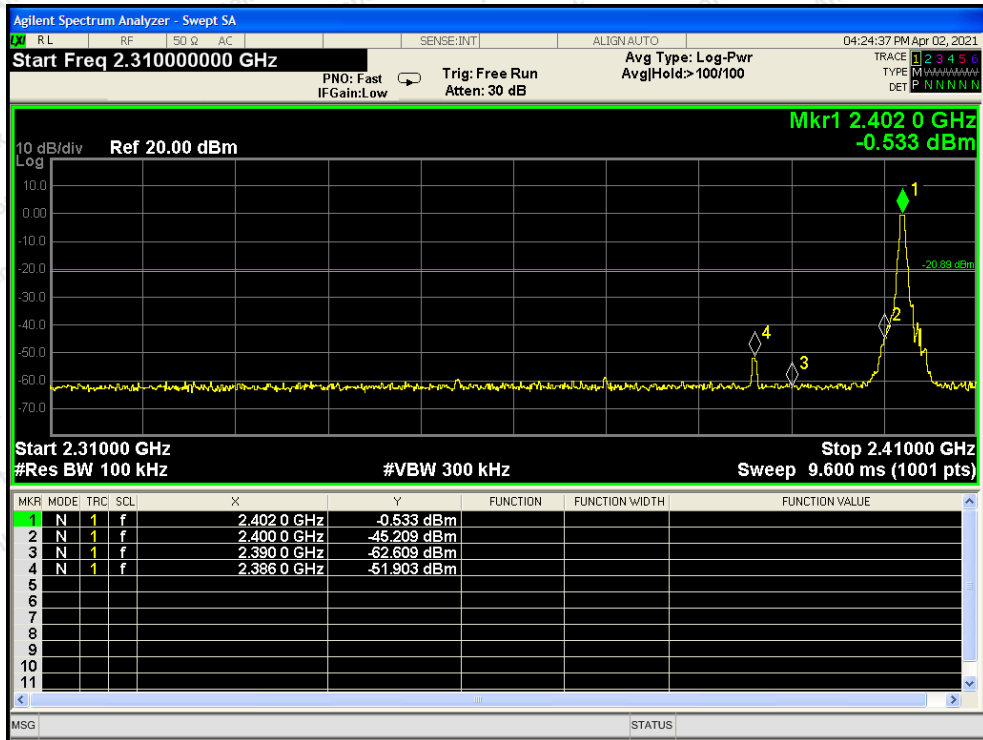 Agilent Spectrum Analyzer - Swept SA
LXI RL RF 50 Ω AC SENSE:INT ALIGN AUTO 04:24:37 PM Apr 02, 2021
Start Freq 2.310000000 GHz
PNO: Fast
IFGain:Low
Trig: Free Run
Atten: 30 dB
Avg Type: Log-Pwr
Avg|Hold:> 100/100
TRACE 1 2 3 4 5 6
TYPE M
DET P N N N N N
Mkr1 2.402 0 GHz
-0.533 dBm
10 dB/div Ref 20.00 dBm
Log
10.0
0.00
-10.0
-20.0
-30.0
-40.0
-50.0
-60.0
-70.0
1
-20.89 dBm
2
4
3
Start 2.31000 GHz Stop 2.41000 GHz
#Res BW 100 kHz #VBW 300 kHz Sweep 9.600 ms (1001 pts)
MKR MODE TRC SCL X Y FUNCTION FUNCTION WIDTH FUNCTION VALUE
1 N 1 f 2.402 0 GHz -0.533 dBm
2 N 1 f 2.400 0 GHz -45.209 dBm
3 N 1 f 2.390 0 GHz -62.609 dBm
4 N 1 f 2.386 0 GHz -51.903 dBm
5
6
7
8
9
10
11
MSG STATUS